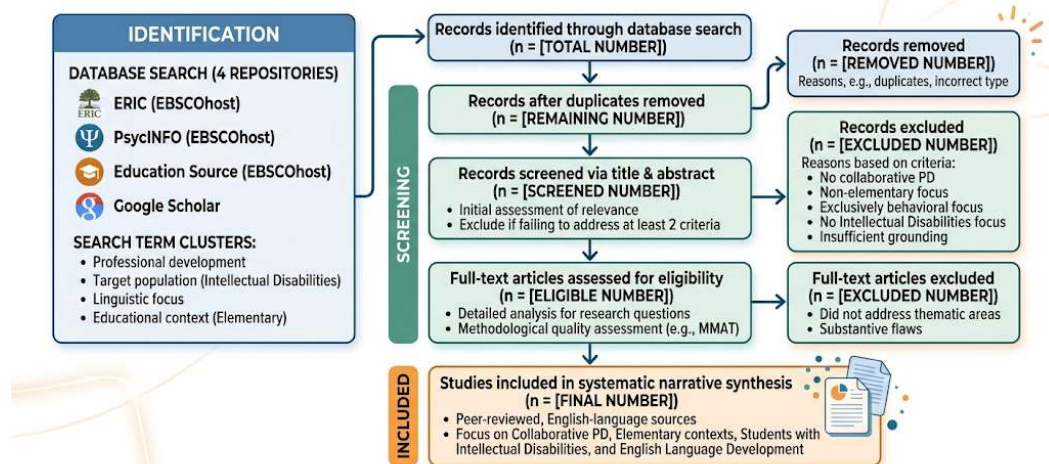 IDENTIFICATION
DATABASE SEARCH (4 REPOSITORIES)
ERIC
ERIC (EBSCOhost)
Ψ
PsycINFO (EBSCOhost)
Education Source (EBSCOhost)
g
Google Scholar
SEARCH TERM CLUSTERS:
• Professional development
• Target population (Intellectual Disabilities)
• Linguistic focus
• Educational context (Elementary)
Records identified through database search
(n = [TOTAL NUMBER])
Records removed
(n = [REMOVED NUMBER])
Reasons, e.g., duplicates, incorrect type
SCREENING
Records after duplicates removed
(n = [REMAINING NUMBER])
Records screened via title & abstract
(n = [SCREENED NUMBER])
• Initial assessment of relevance
• Exclude if failing to address at least 2 criteria
Records excluded
(n = [EXCLUDED NUMBER])
Reasons based on criteria:
• No collaborative PD
• Non-elementary focus
• Exclusively behavioral focus
• No Intellectual Disabilities focus
• Insufficient grounding
Full-text articles assessed for eligibility
(n = [ELIGIBLE NUMBER])
• Detailed analysis for research questions
• Methodological quality assessment (e.g., MMAT)
Full-text articles excluded
(n = [EXCLUDED NUMBER])
• Did not address thematic areas
• Substantive flaws
INCLUDED
Studies included in systematic narrative synthesis
(n = [FINAL NUMBER])
• Peer-reviewed, English-language sources
• Focus on Collaborative PD, Elementary contexts, Students with
Intellectual Disabilities, and English Language Development